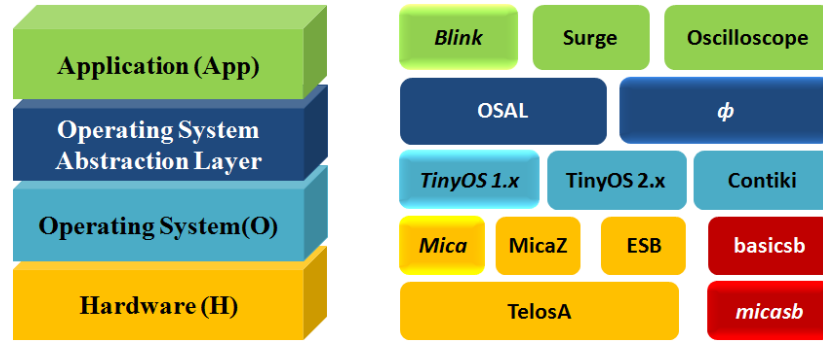 Application (App)
Operating System
Abstraction Layer
Operating System(O)
Hardware (H)
Blink Surge Oscilloscope
OSAL ф
TinyOS 1.x TinyOS 2.x Contiki
Mica MicaZ ESB basicsb
TelosA micasb